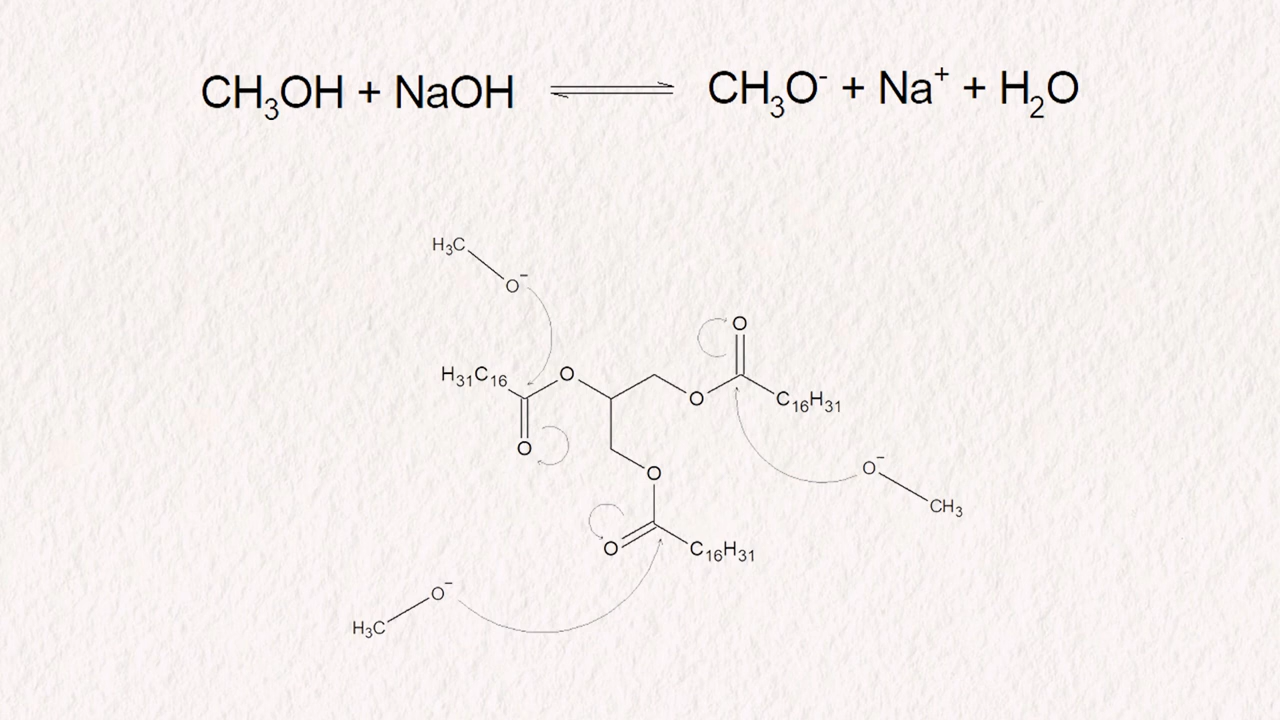 CH₃OH + NaOH ⇌ CH₃O⁻ + Na⁺ + H₂O
H₃C
O⁻
O
H₃₁C₁₆
O
O
C₁₆H₃₁
O
O
O⁻
CH₃
O
C₁₆H₃₁
O⁻
H₃C